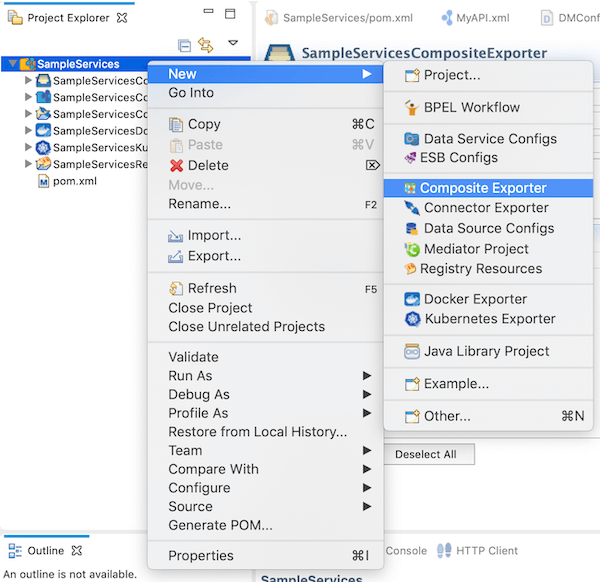 Project Explorer
SampleServices/pom.xml
MyAPI.xml
DMConf
SampleServicesCompositeExporter
SampleServices
SampleServicesCo
SampleServicesCo
SampleServicesCo
SampleServicesDo
SampleServicesKu
SampleServicesRe
pom.xml
New
Go Into
Copy ⌘C
Paste ⌘V
Delete ⌦
Move...
Rename... F2
Import...
Export...
Refresh F5
Close Project
Close Unrelated Projects
Validate
Run As
Debug As
Profile As
Restore from Local History...
Team
Compare With
Configure
Source
Generate POM...
Properties ⌘I
Project...
BPEL Workflow
Data Service Configs
ESB Configs
Composite Exporter
Connector Exporter
Data Source Configs
Mediator Project
Registry Resources
Docker Exporter
Kubernetes Exporter
Java Library Project
Example...
Other... ⌘N
Deselect All
Outline
An outline is not available.
Console
HTTP Client
SampleServices